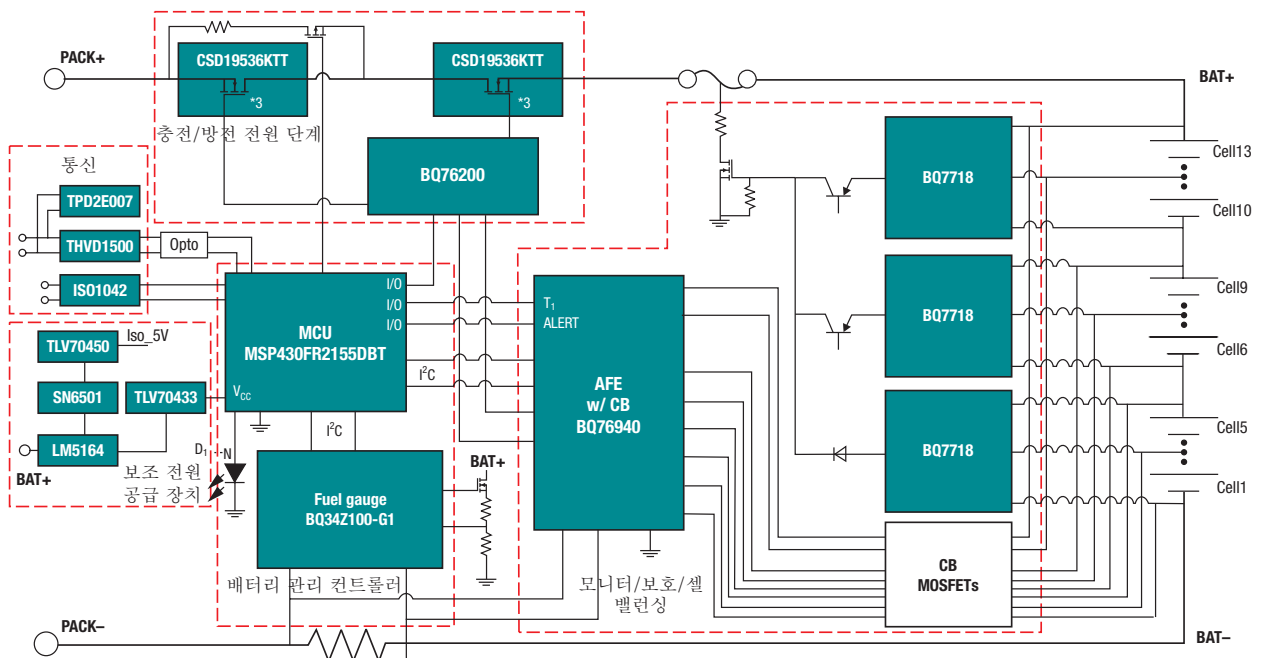 PACK+
CSD19536KTT
*3
CSD19536KTT
*3
충전/방전 전원 단계
BQ76200
BAT+
통신
TPD2E007
THVD1500
Opto
ISO1042
TLV70450
Iso_5V
SN6501
TLV70433
LM5164
BAT+
보조 전원
공급 장치
I/O
I/O
I/O
MCU
MSP430FR2155DBT
I²C
VCC
D1...N
I²C
Fuel gauge
BQ34Z100-G1
BAT+
배터리 관리 컨트롤러
T1
ALERT
AFE
w/ CB
BQ76940
모니터/보호/셀
밸런싱
BQ7718
BQ7718
BQ7718
CB
MOSFETs
Cell13
Cell10
Cell9
Cell6
Cell5
Cell1
PACK–
BAT–